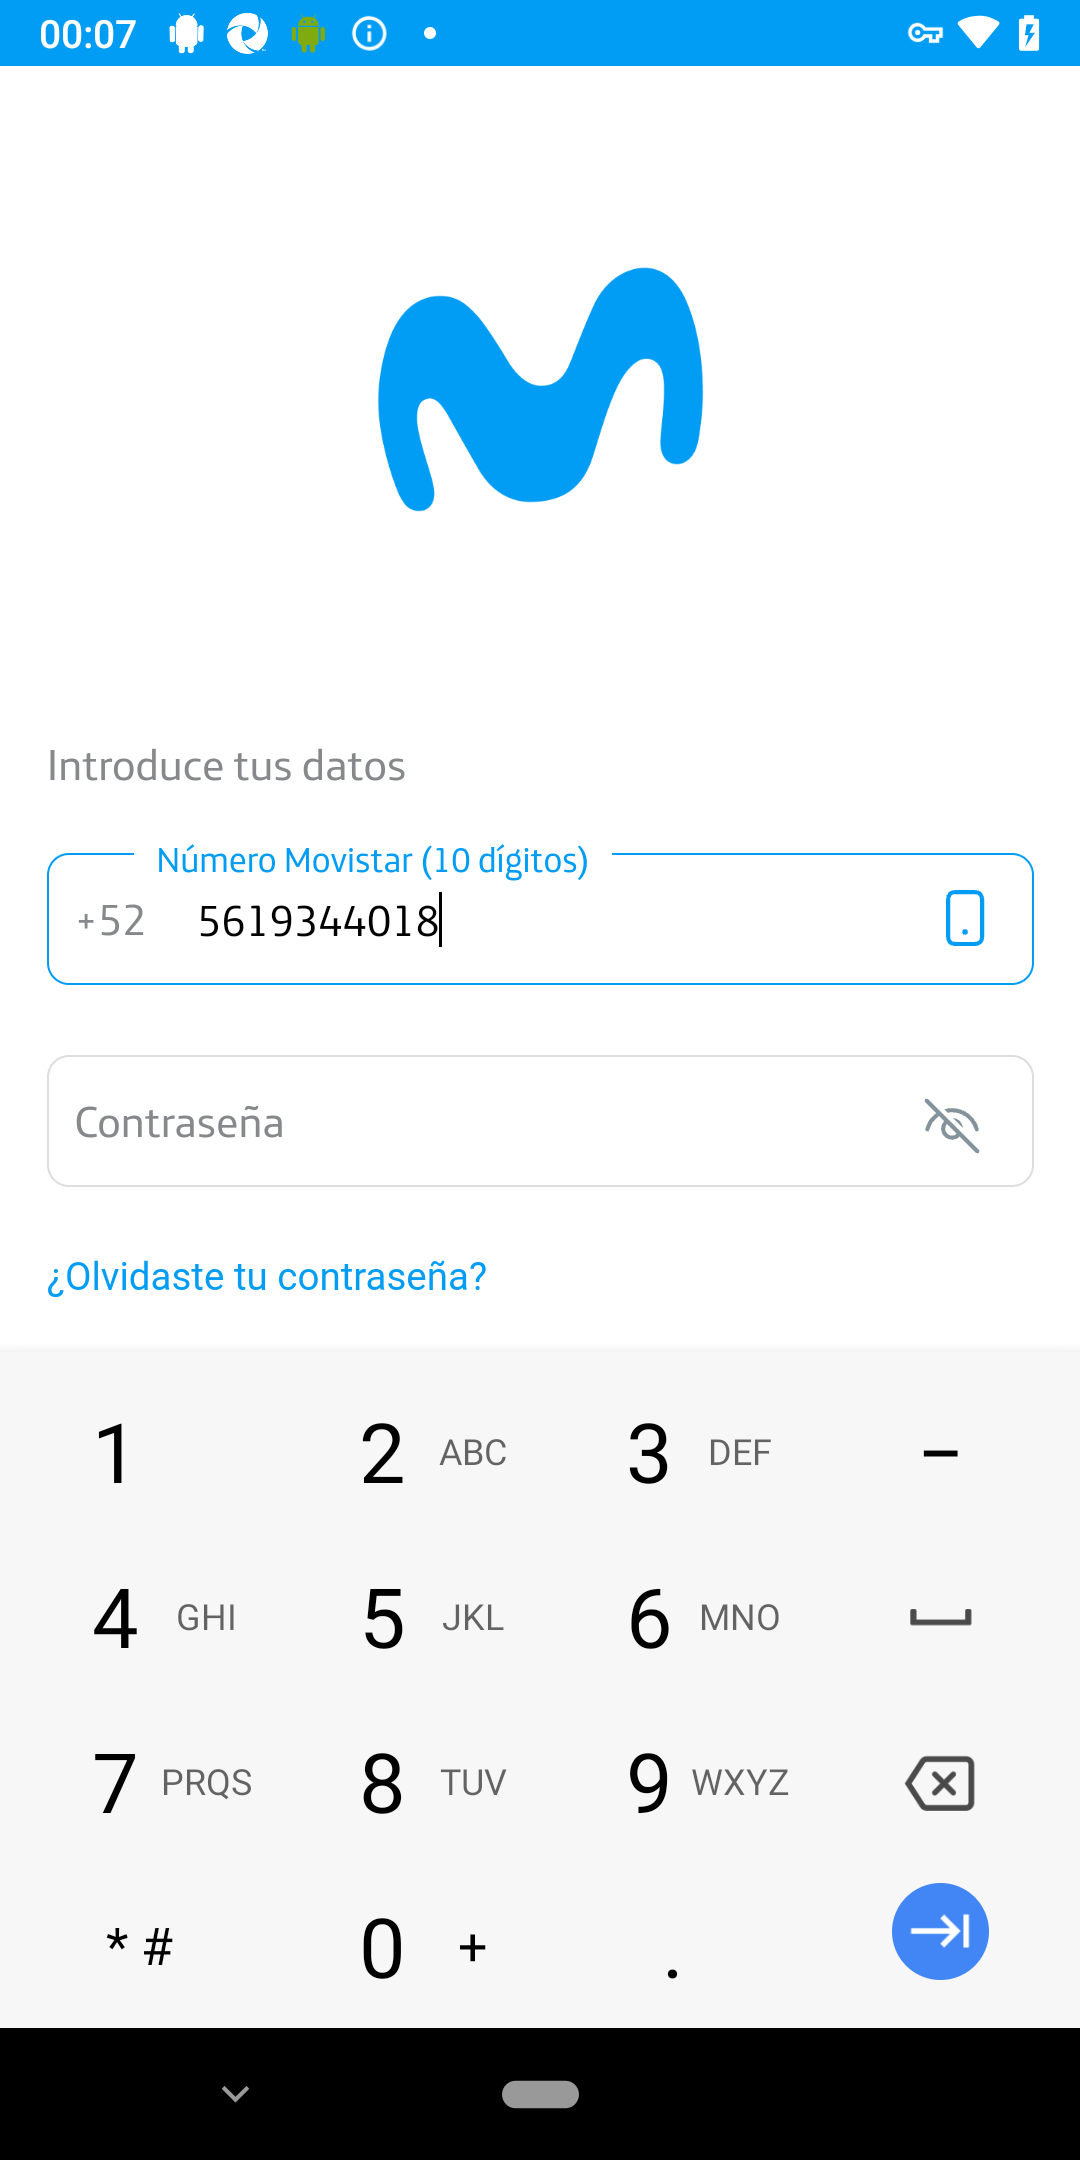 00:07
Introduce tus datos
Número Movistar (10 dígitos)
+52 5619344018
Contraseña
¿Olvidaste tu contraseña?
1 2 ABC 3 DEF –
4 GHI 5 JKL 6 MNO
7 PRQS 8 TUV 9 WXYZ
* # 0 + .